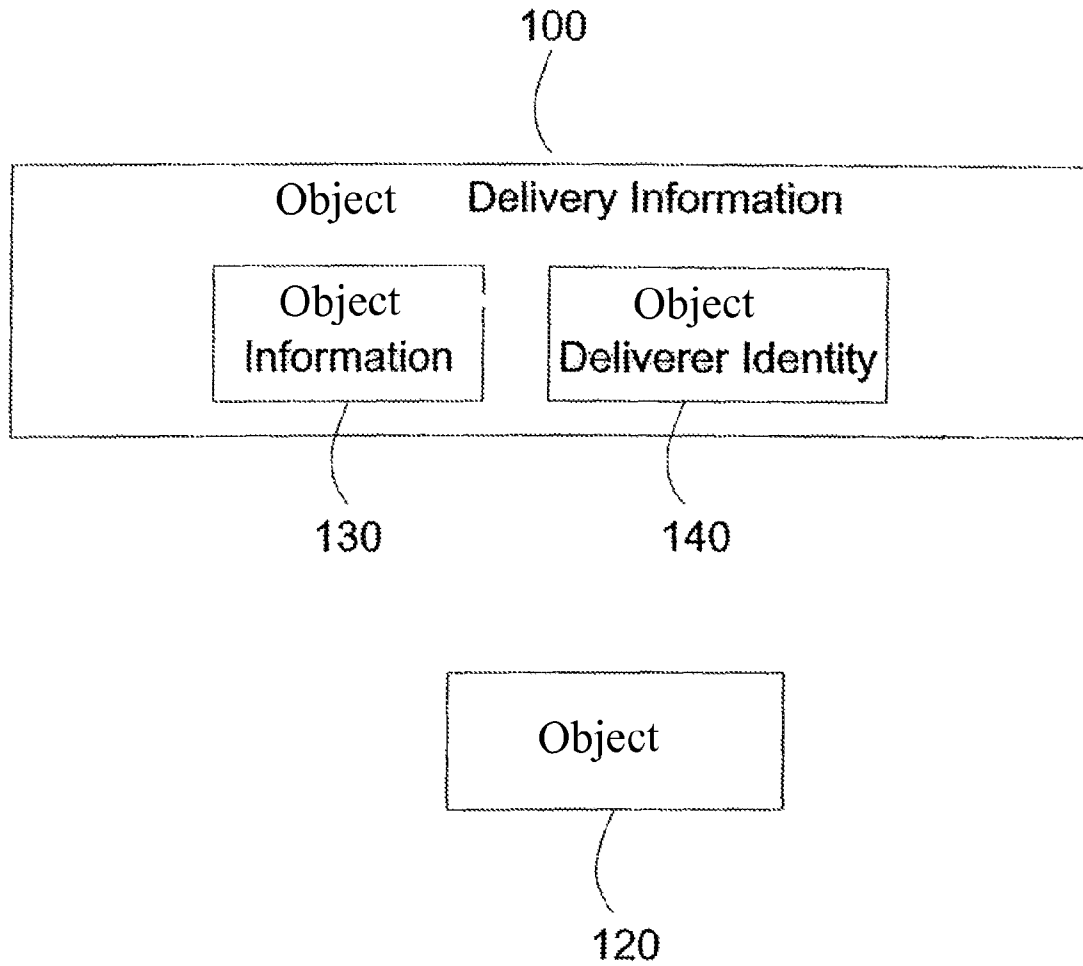 100
Object Delivery Information
Object Object
Information Deliverer Identity
130 140
Object
120